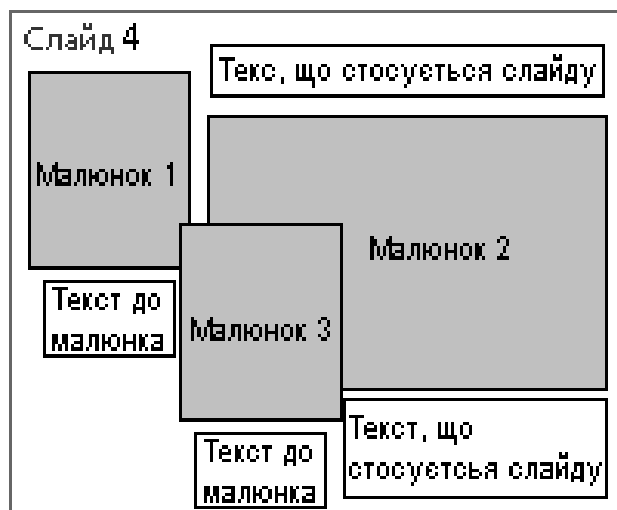 Слайд 4
Текс, що стосується слайду
Малюнок 1
Малюнок 2
Текст до
малюнка
Малюнок 3
Текст, що
стосуєтсья слайду
Текст до
малюнка